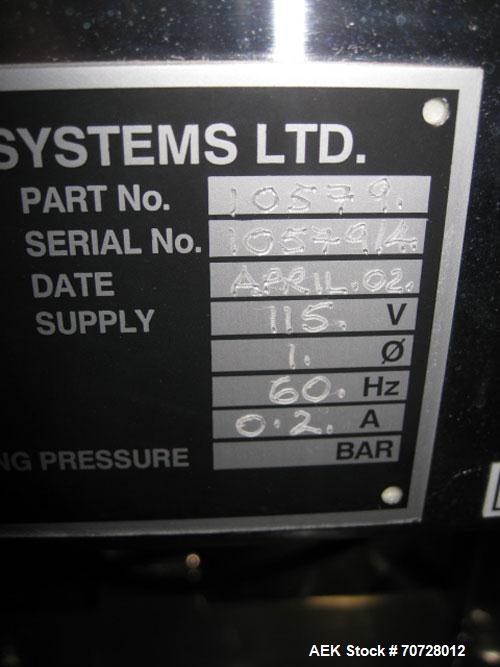 SYSTEMS LTD.
PART No. 10579.
SERIAL No. 10579/4.
DATE APRIL.02.
SUPPLY 115. V
1. Ø
60. Hz
0.2. A
NG PRESSURE BAR
AEK Stock # 70728012